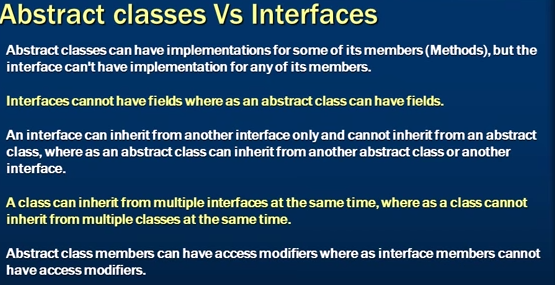 Abstract classes Vs Interfaces
Abstract classes can have implementations for some of its members (Methods), but the
interface can't have implementation for any of its members.
Interfaces cannot have fields where as an abstract class can have fields.
An interface can inherit from another interface only and cannot inherit from an abstract
class, where as an abstract class can inherit from another abstract class or another
interface.
A class can inherit from multiple interfaces at the same time, where as a class cannot
inherit from multiple classes at the same time.
Abstract class members can have access modifiers where as interface members cannot
have access modifiers.